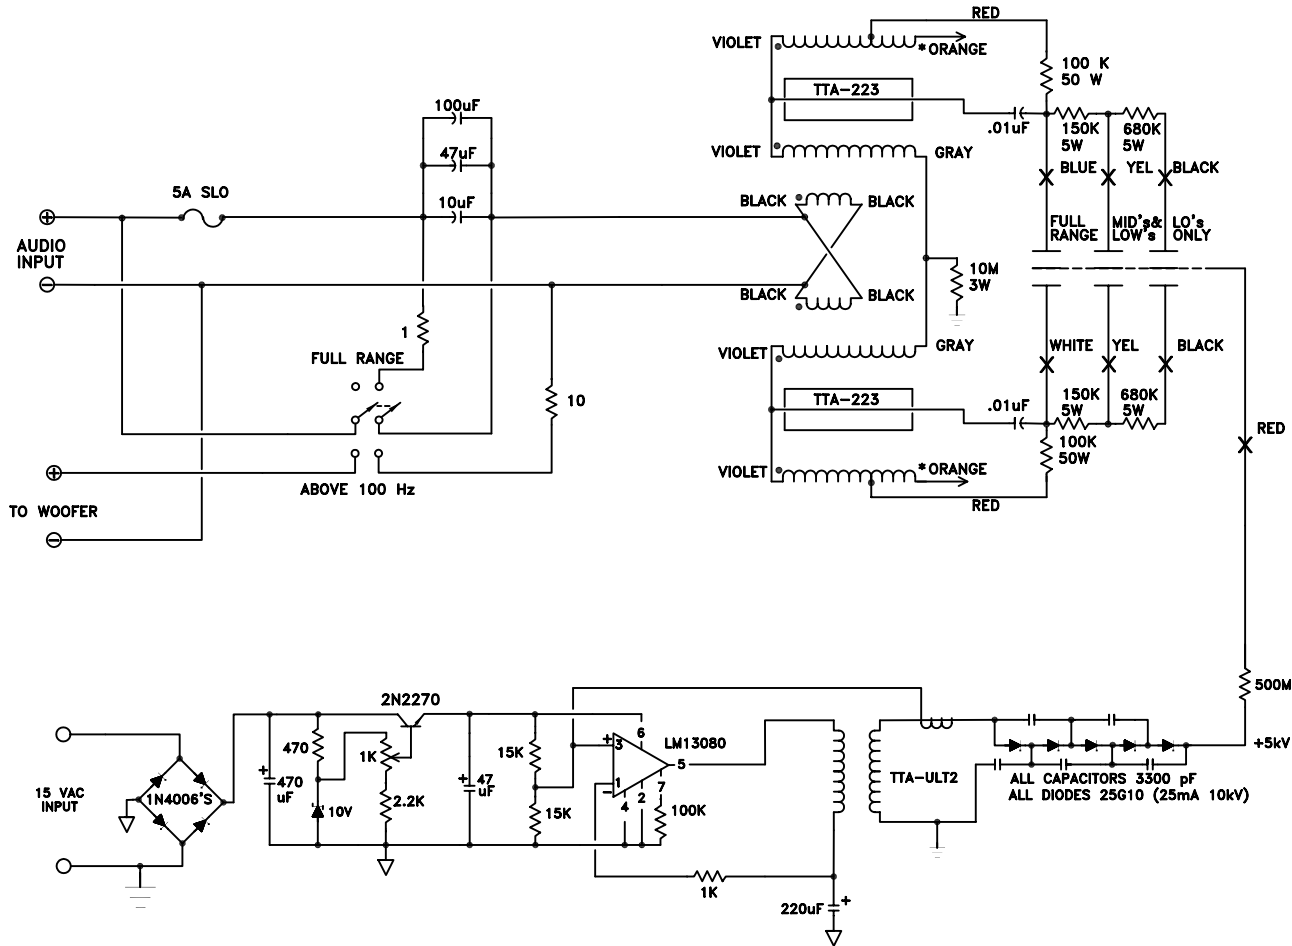 RED
VIOLET
*ORANGE
100 K
50 W
TTA-223
100uF
.01uF
150K
5W
680K
5W
47uF
VIOLET
GRAY
BLUE
YEL
BLACK
5A SLO
10uF
BLACK
BLACK
FULL
RANGE
MID's&
LOW's
LO's
ONLY
+
AUDIO
INPUT
-
10M
3W
BLACK
BLACK
1
FULL RANGE
VIOLET
GRAY
WHITE
YEL
BLACK
10
TTA-223
.01uF
150K
5W
680K
5W
RED
100K
50W
+
ABOVE 100 Hz
VIOLET
*ORANGE
RED
TO WOOFER
-
500M
2N2270
15 VAC
INPUT
1N4006'S
+
470
uF
470
1K
10V
2.2K
+
47
uF
15K
15K
+
3
6
LM13080
5
1
-
4
2
7
100K
TTA-ULT2
+5kV
ALL CAPACITORS 3300 pF
ALL DIODES 25G10 (25mA 10kV)
1K
220uF
+